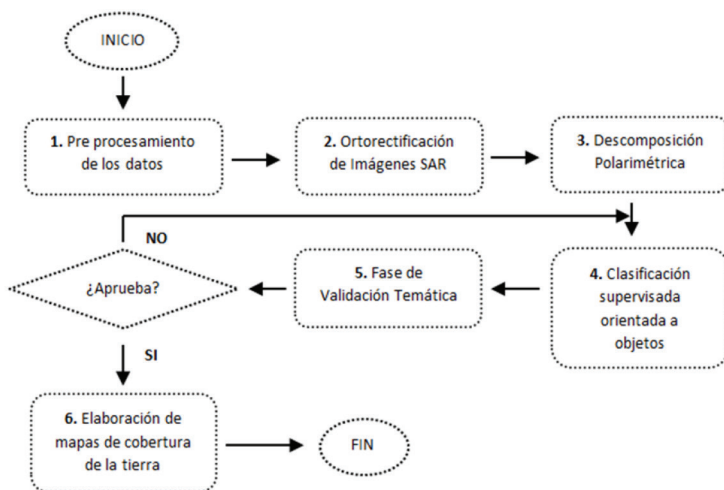 INICIO
1. Pre procesamiento
de los datos
2. Ortorectificación
de Imágenes SAR
3. Descomposición
Polarimétrica
NO
¿Aprueba?
5. Fase de
Validación Temática
4. Clasificación
supervisada
orientada a
objetos
SI
6. Elaboración de
mapas de cobertura
de la tierra
FIN